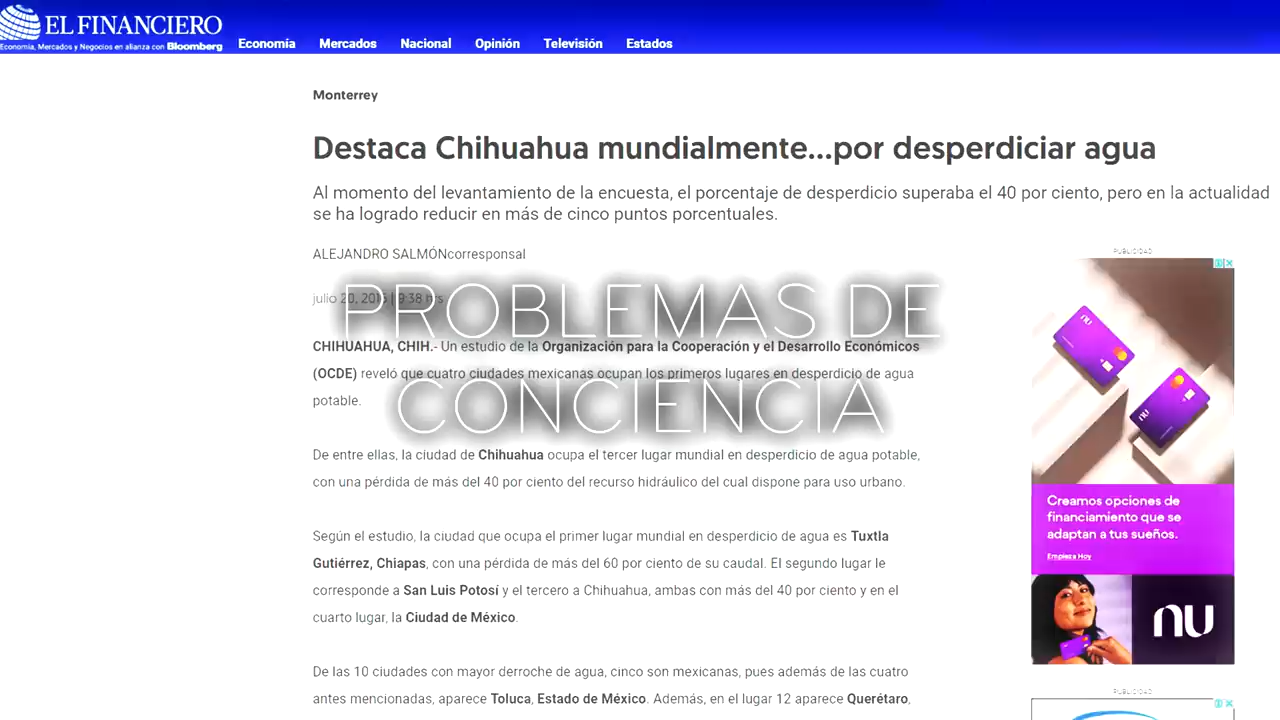 EL FINANCIERO
Economía, Mercados y Negocios en alianza con Bloomberg
Economía Mercados Nacional Opinión Televisión Estados
Monterrey
Destaca Chihuahua mundialmente...por desperdiciar agua
Al momento del levantamiento de la encuesta, el porcentaje de desperdicio superaba el 40 por ciento, pero en la actualidad
se ha logrado reducir en más de cinco puntos porcentuales.
ALEJANDRO SALMÓNcorresponsal
julio 20, 2015 | 9:38 hrs
PROBLEMAS DE
CONCIENCIA
CHIHUAHUA, CHIH.- Un estudio de la Organización para la Cooperación y el Desarrollo Económicos
(OCDE) reveló que cuatro ciudades mexicanas ocupan los primeros lugares en desperdicio de agua
potable.
De entre ellas, la ciudad de Chihuahua ocupa el tercer lugar mundial en desperdicio de agua potable,
con una pérdida de más del 40 por ciento del recurso hidráulico del cual dispone para uso urbano.
Según el estudio, la ciudad que ocupa el primer lugar mundial en desperdicio de agua es Tuxtla
Gutiérrez, Chiapas, con una pérdida de más del 60 por ciento de su caudal. El segundo lugar le
corresponde a San Luis Potosí y el tercero a Chihuahua, ambas con más del 40 por ciento y en el
cuarto lugar, la Ciudad de México.
De las 10 ciudades con mayor derroche de agua, cinco son mexicanas, pues además de las cuatro
antes mencionadas, aparece Toluca, Estado de México. Además, en el lugar 12 aparece Querétaro,
PUBLICIDAD
nu
nu
Creamos opciones de
financiamiento que se
adaptan a tus sueños.
Empieza Hoy
nu
PUBLICIDAD